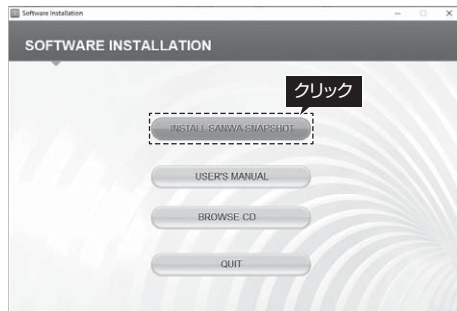 Software Installation
SOFTWARE INSTALLATION
クリック
INSTALL SANWA SNAPSHOT
USER'S MANUAL
BROWSE CD
QUIT